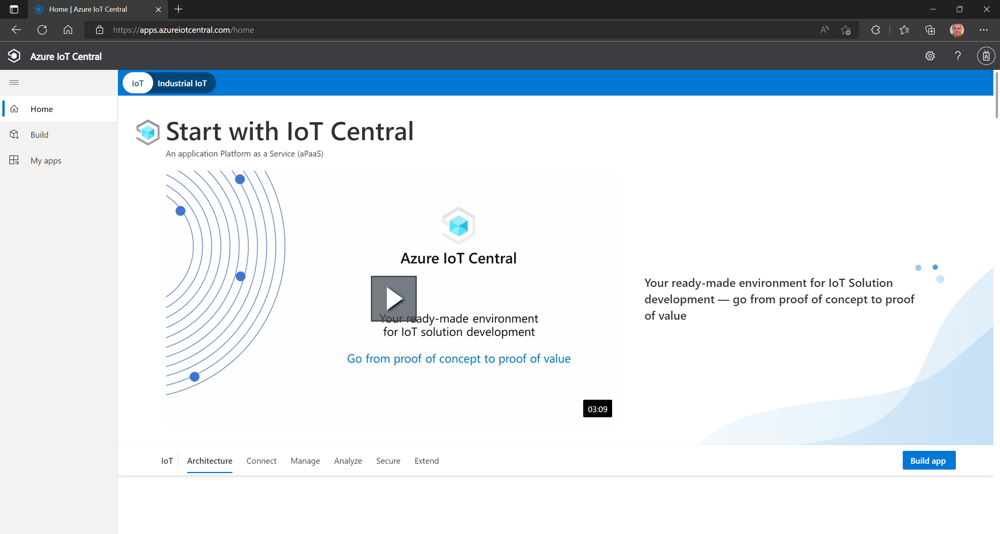 Home | Azure IoT Central
https://apps.azureiotcentral.com/home
Azure IoT Central
IoT
Industrial IoT
Home
Build
My apps
Start with IoT Central
An application Platform as a Service (aPaaS)
Azure IoT Central
Your ready-made environment
for IoT solution development
Go from proof of concept to proof of value
03:09
Your ready-made environment for IoT Solution
development — go from proof of concept to proof
of value
IoT
Architecture
Connect
Manage
Analyze
Secure
Extend
Build app